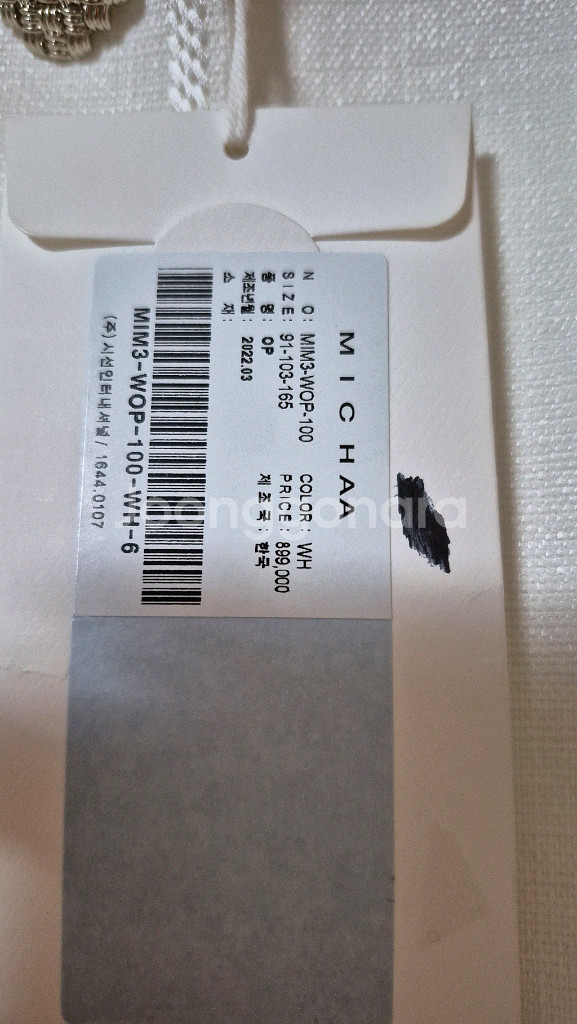 MICHAA
N O: MIM3-WOP-100 COLOR: WH
SIZE: 91-103-165 PRICE: 899,000
품 명: OP 제 조 국: 한국
제조년월: 2022.03
소 재:
MIM3-WOP-100-WH-6
(주)시선인터내셔널 / 1644.0107
joonggonara